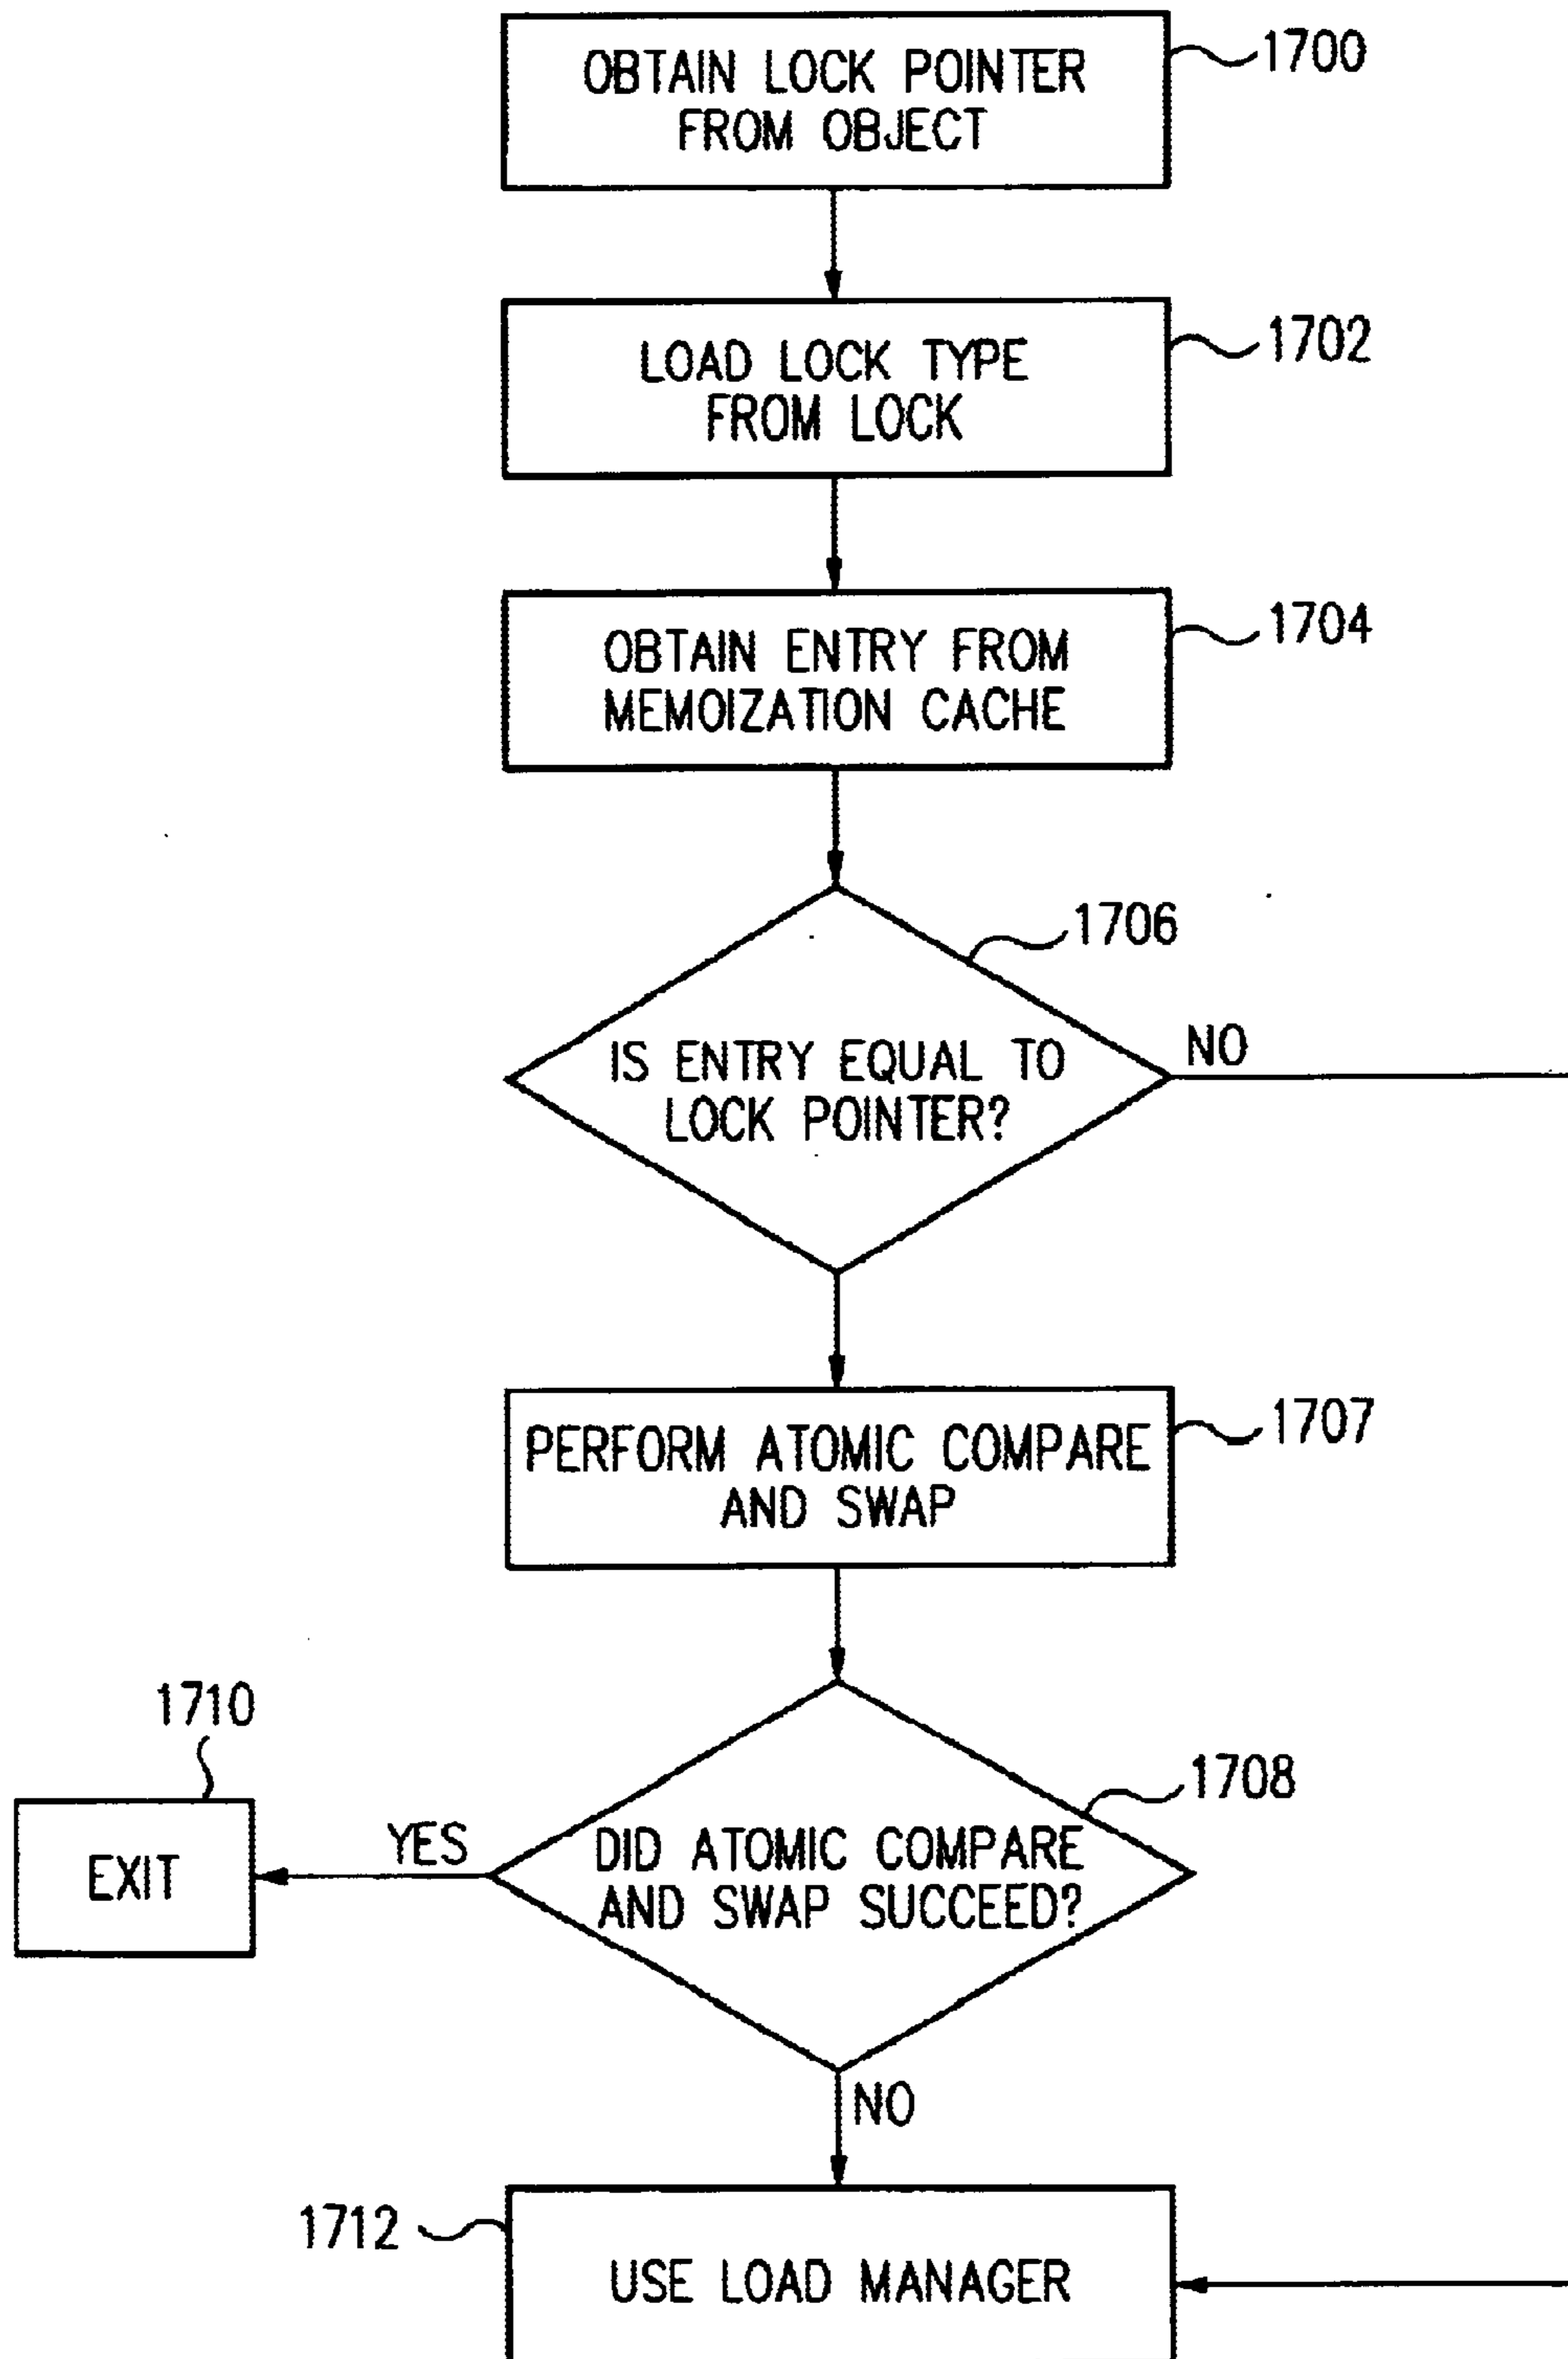 OBTAIN LOCK POINTER
FROM OBJECT
1700
LOAD LOCK TYPE
FROM LOCK
1702
OBTAIN ENTRY FROM
MEMOIZATION CACHE
1704
1706
IS ENTRY EQUAL TO
LOCK POINTER?
NO
PERFORM ATOMIC COMPARE
AND SWAP
1707
1710
EXIT
YES
1708
DID ATOMIC COMPARE
AND SWAP SUCCEED?
NO
1712
USE LOAD MANAGER